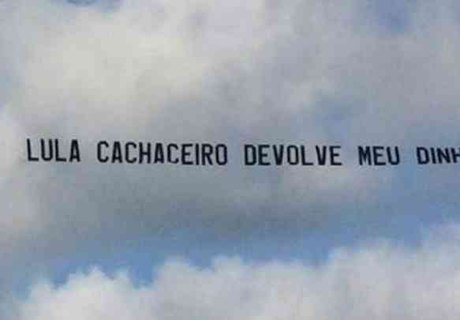 LULA CACHACEIRO DEVOLVE MEU DINH